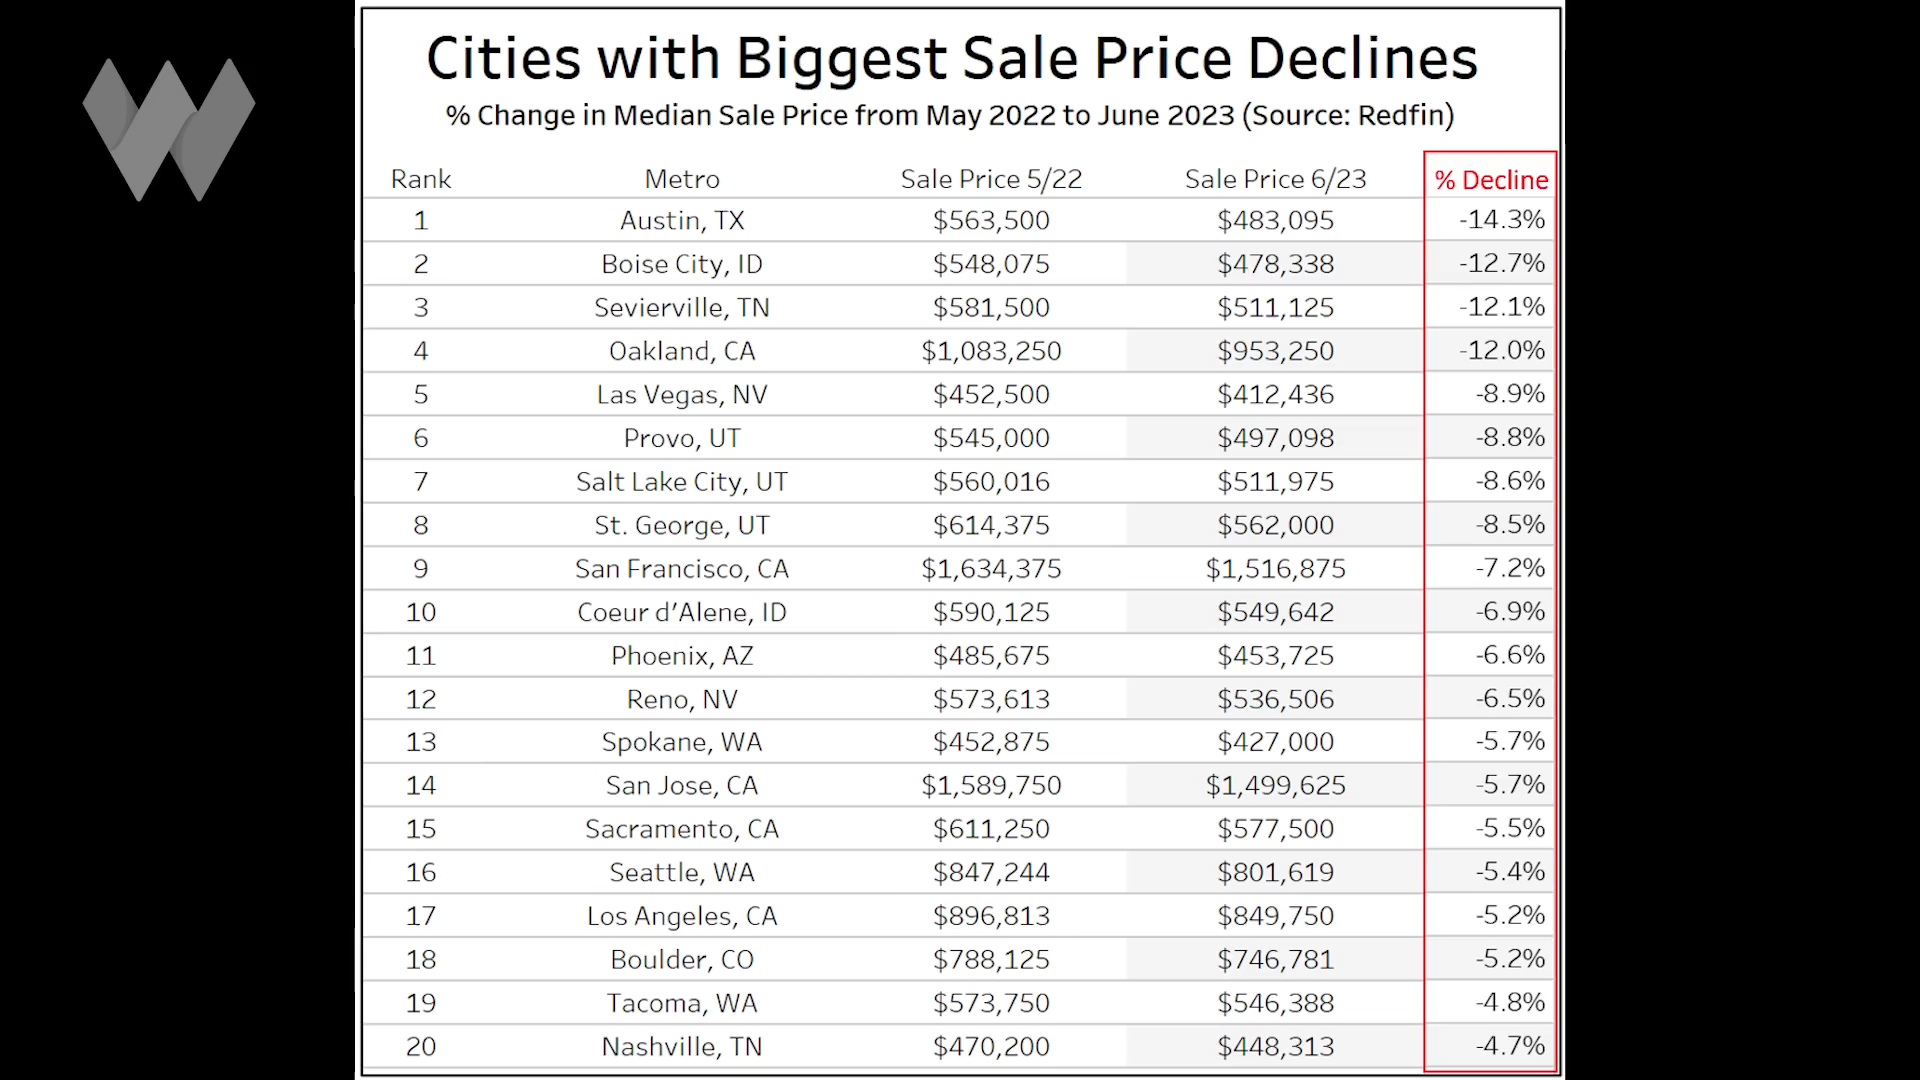 Cities with Biggest Sale Price Declines
% Change in Median Sale Price from May 2022 to June 2023 (Source: Redfin)
Rank Metro Sale Price 5/22 Sale Price 6/23 % Decline
1 Austin, TX $563,500 $483,095 -14.3%
2 Boise City, ID $548,075 $478,338 -12.7%
3 Sevierville, TN $581,500 $511,125 -12.1%
4 Oakland, CA $1,083,250 $953,250 -12.0%
5 Las Vegas, NV $452,500 $412,436 -8.9%
6 Provo, UT $545,000 $497,098 -8.8%
7 Salt Lake City, UT $560,016 $511,975 -8.6%
8 St. George, UT $614,375 $562,000 -8.5%
9 San Francisco, CA $1,634,375 $1,516,875 -7.2%
10 Coeur d’Alene, ID $590,125 $549,642 -6.9%
11 Phoenix, AZ $485,675 $453,725 -6.6%
12 Reno, NV $573,613 $536,506 -6.5%
13 Spokane, WA $452,875 $427,000 -5.7%
14 San Jose, CA $1,589,750 $1,499,625 -5.7%
15 Sacramento, CA $611,250 $577,500 -5.5%
16 Seattle, WA $847,244 $801,619 -5.4%
17 Los Angeles, CA $896,813 $849,750 -5.2%
18 Boulder, CO $788,125 $746,781 -5.2%
19 Tacoma, WA $573,750 $546,388 -4.8%
20 Nashville, TN $470,200 $448,313 -4.7%